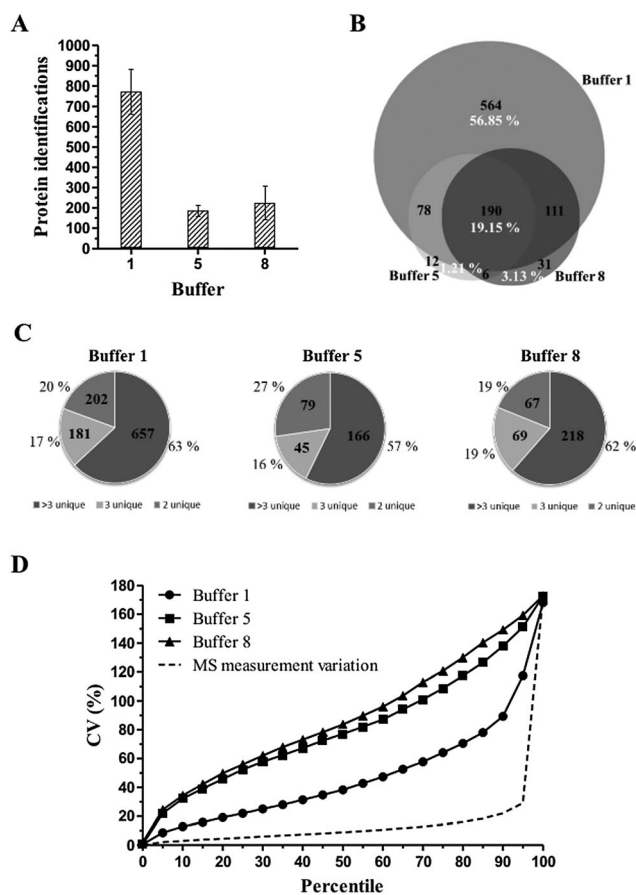 A
Protein identifications
1000
900
800
700
600
500
400
300
200
100
0
1 5 8
Buffer
B
Buffer 1
564
56.85 %
78 190 111
19.15 %
12 31
1.21 % 6 3.13 %
Buffer 5 Buffer 8
C
Buffer 1 Buffer 5 Buffer 8
20 % 202 27 % 79 19 % 67
17 % 181 657 63 % 16 % 45 166 57 % 19 % 69 218 62 %
>3 unique 3 unique 2 unique >3 unique 3 unique 2 unique >3 unique 3 unique 2 unique
D
CV (%)
180
160
140
120
100
80
60
40
20
0
Buffer 1
Buffer 5
Buffer 8
MS measurement variation
0 10 20 30 40 50 60 70 80 90 100
Percentile